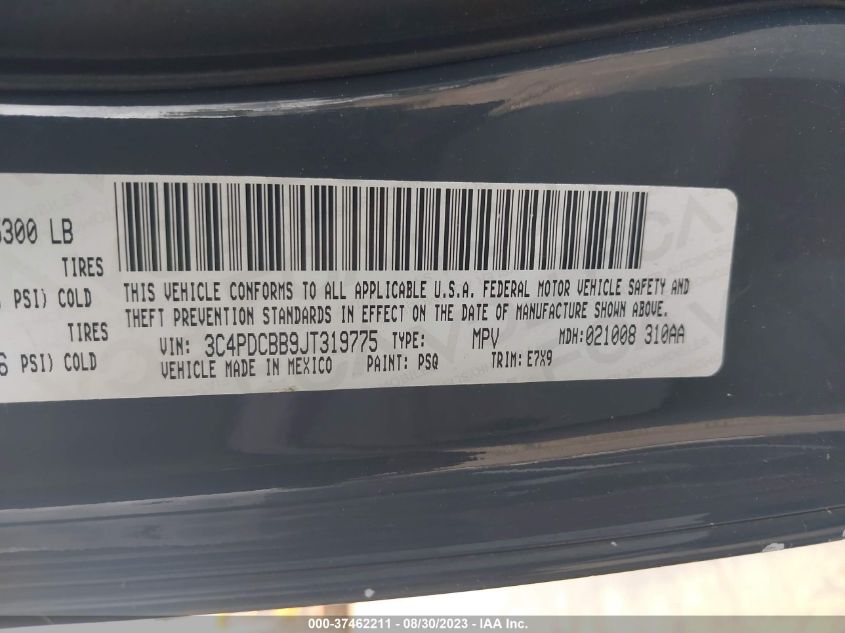 300 LB
TIRES
PSI) COLD
TIRES
PSI) COLD
THIS VEHICLE CONFORMS TO ALL APPLICABLE U.S.A. FEDERAL MOTOR VEHICLE SAFETY AND
THEFT PREVENTION STANDARDS IN EFFECT ON THE DATE OF MANUFACTURE SHOWN ABOVE.
VIN: 3C4PDCBB9JT319775 TYPE: MPV MDH:021008 310AA
VEHICLE MADE IN MEXICO PAINT: PSQ TRIM: E7X9
000-37462211 - 08/30/2023 - IAA Inc.